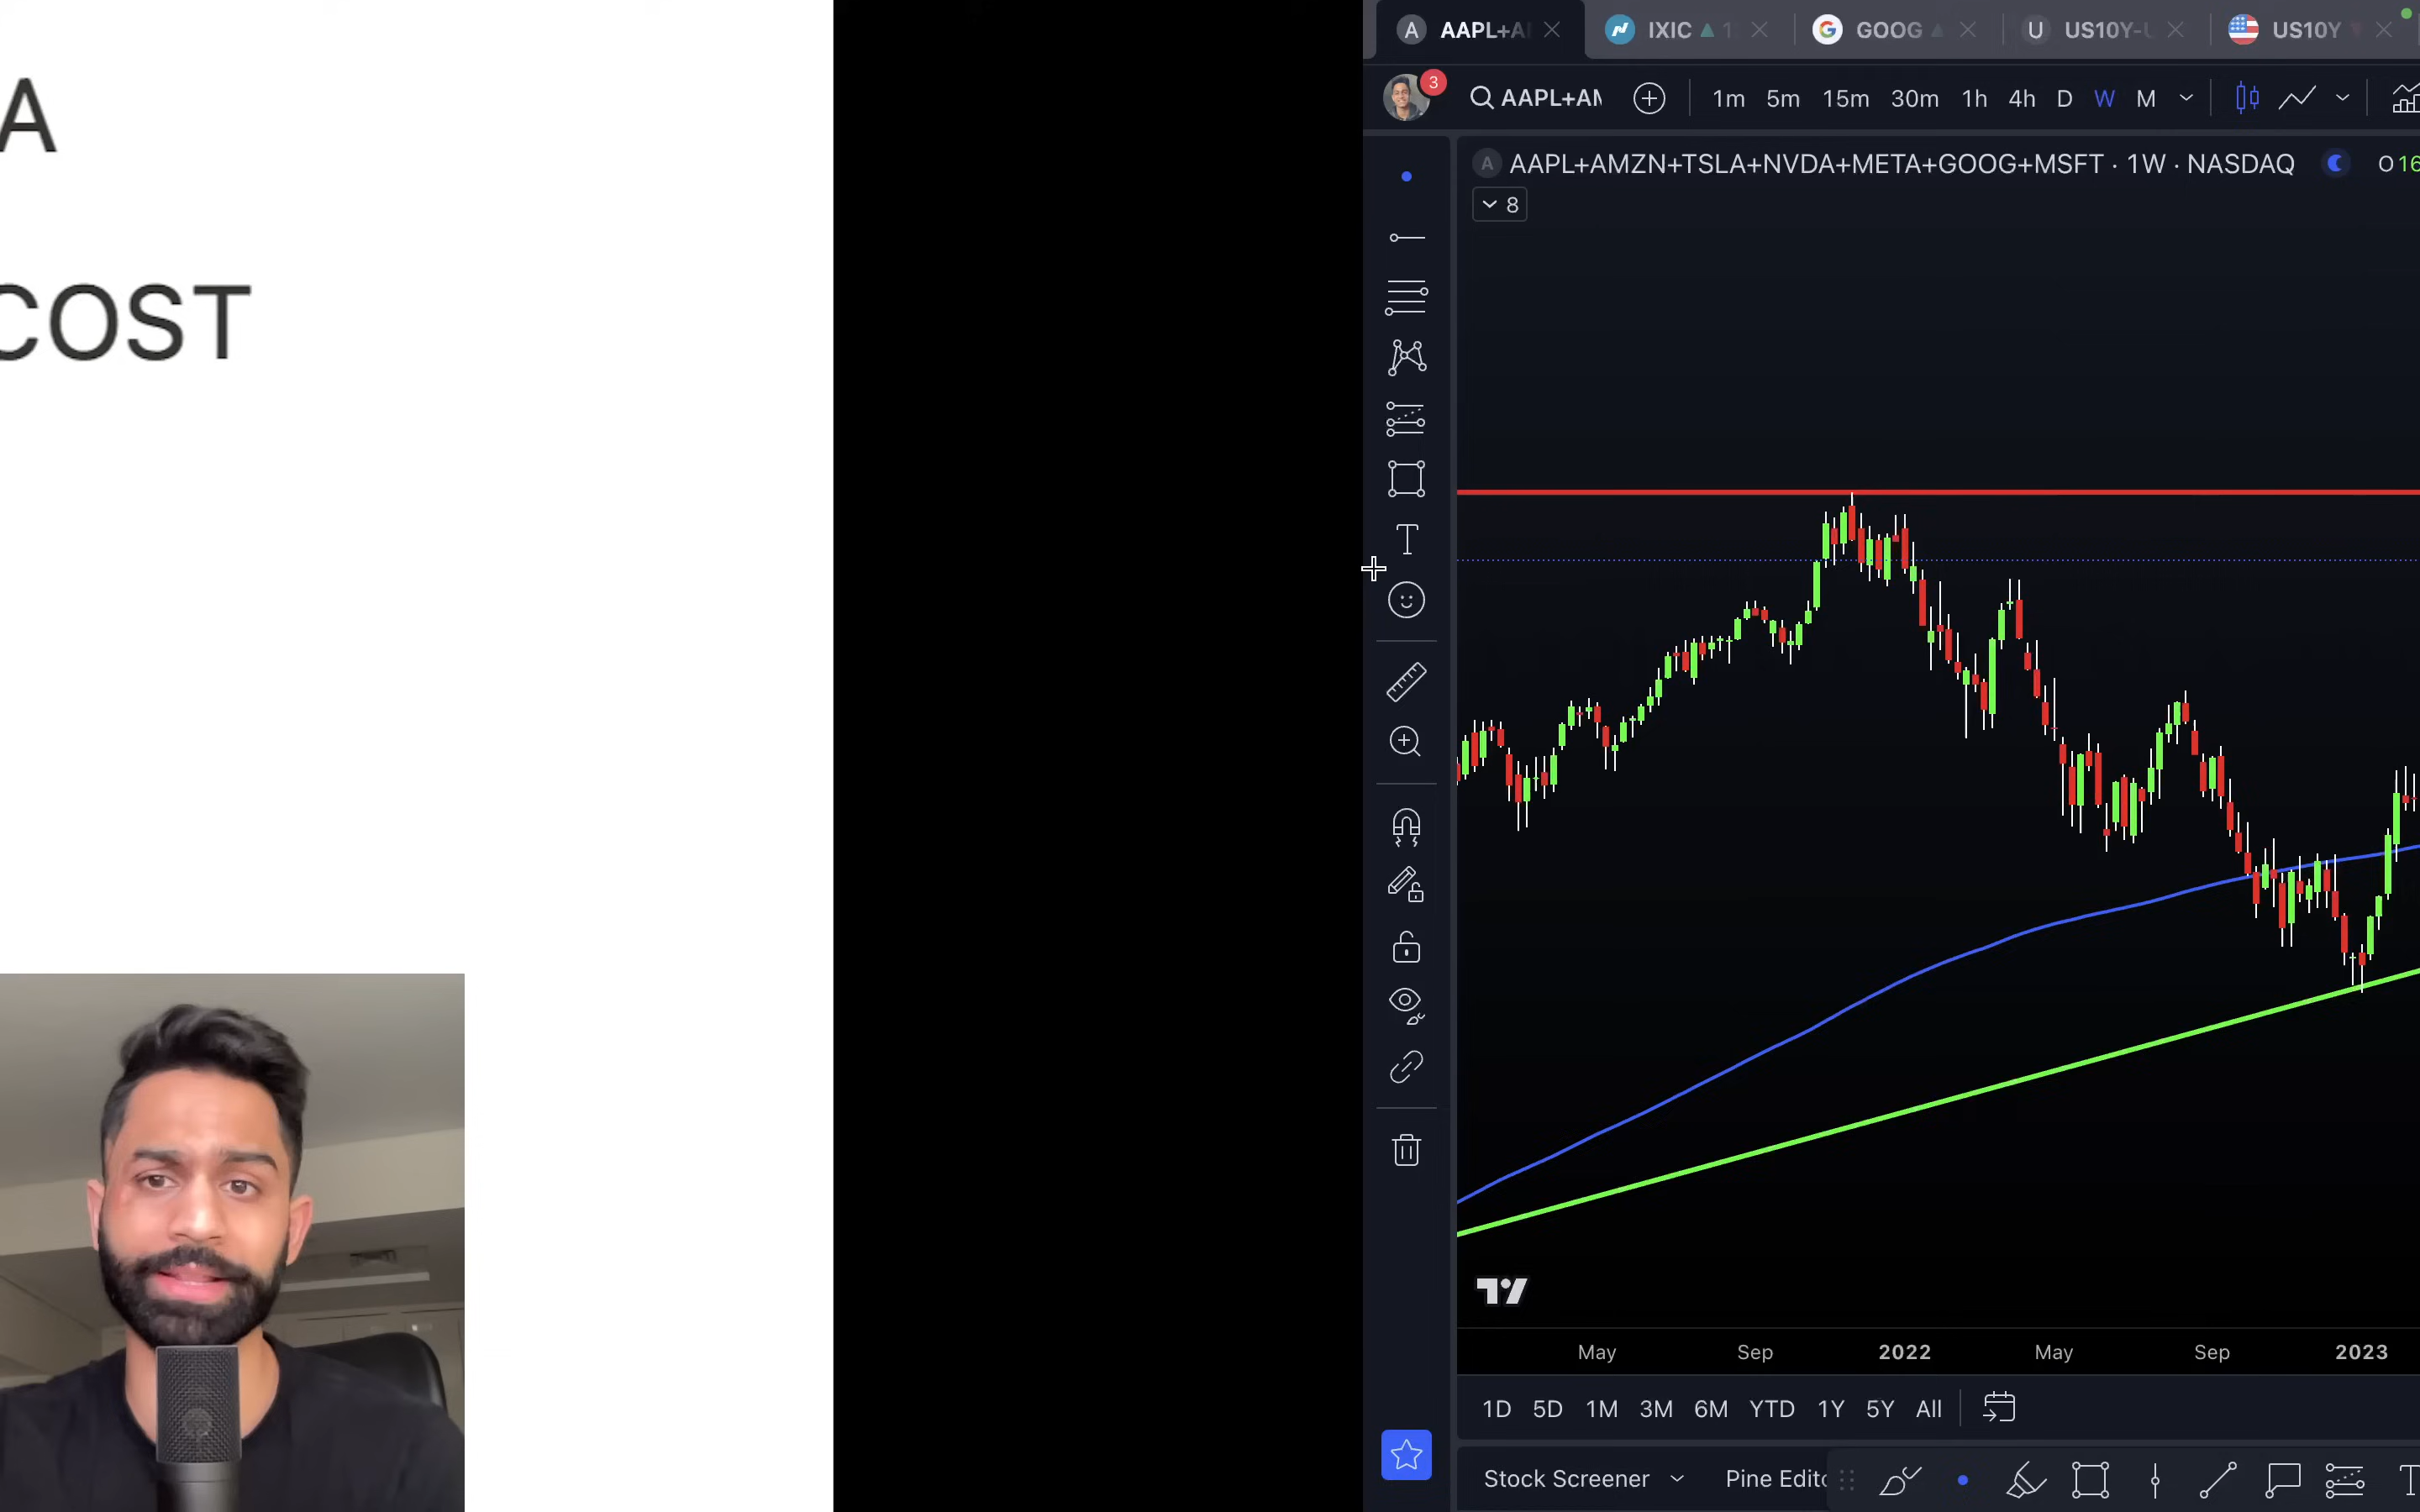 A
COST
A AAPL+A
IXIC
GOOG
U US10Y-
US10Y
3
AAPL+AM
1m 5m 15m 30m 1h 4h D W M
A AAPL+AMZN+TSLA+NVDA+META+GOOG+MSFT · 1W · NASDAQ
O16
8
May Sep 2022 May Sep 2023
1D 5D 1M 3M 6M YTD 1Y 5Y All
Stock Screener
Pine Edito